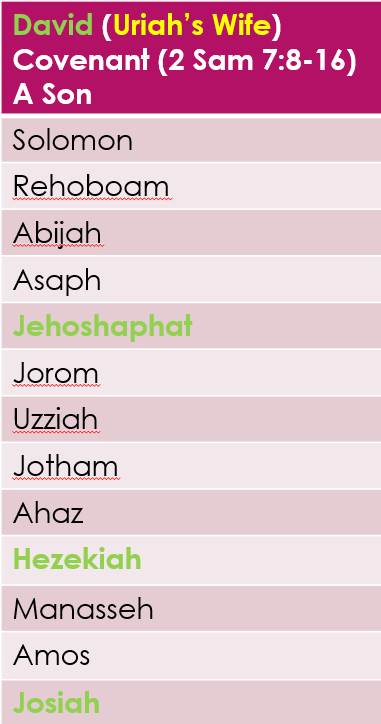 David (Uriah’s Wife)
Covenant (2 Sam 7:8-16)
A Son
Solomon
Rehoboam
Abijah
Asaph
Jehoshaphat
Jorom
Uzziah
Jotham
Ahaz
Hezekiah
Manasseh
Amos
Josiah